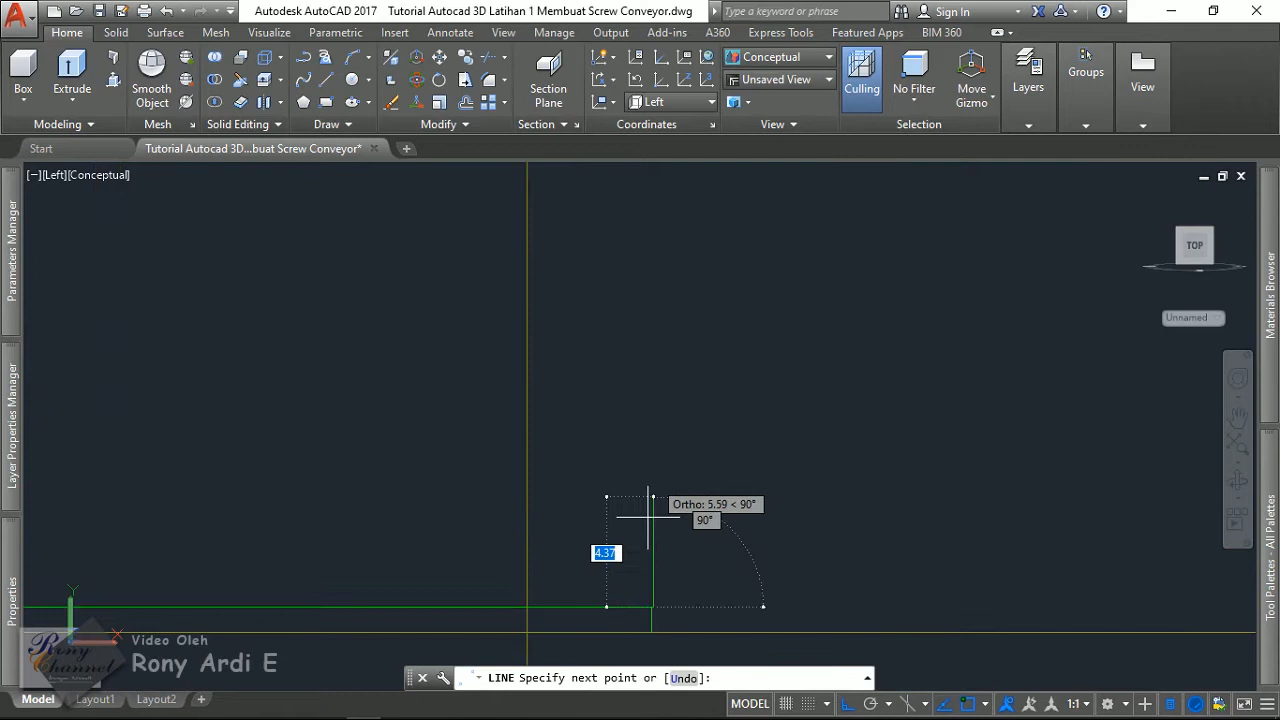 Autodesk AutoCAD 2017 Tutorial Autocad 3D Latihan 1 Membuat Screw Conveyor.dwg Type a keyword or phrase Sign In
Home Solid Surface Mesh Visualize Parametric Insert Annotate View Manage Output Add-ins A360 Express Tools Featured Apps BIM 360
Conceptual
Unsaved View
Left
Box Extrude Smooth Object Section Plane Culling No Filter Move Gizmo Layers Groups View
Modeling Mesh Solid Editing Draw Modify Section Coordinates View Selection
Start Tutorial Autocad 3D...buat Screw Conveyor*
[−][Left][Conceptual]
Parameters Manager
Layer Properties Manager
Properties
TOP
Unnamed
Materials Browser
Tool Palettes - All Palettes
Ortho: 5.59 < 90°
90°
4.37
Y
X
Rony
Channel
Video Oleh
Rony Ardi E
LINE Specify next point or [Undo]:
Model Layout1 Layout2 MODEL 1:1